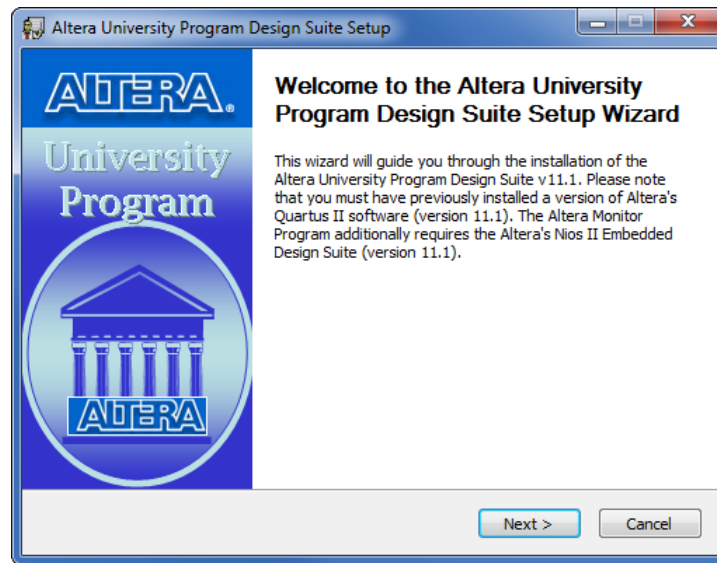 Altera University Program Design Suite Setup
ALTERA®
University
Program
ALTERA
Welcome to the Altera University
Program Design Suite Setup Wizard
This wizard will guide you through the installation of the
Altera University Program Design Suite v11.1. Please note
that you must have previously installed a version of Altera's
Quartus II software (version 11.1). The Altera Monitor
Program additionally requires the Altera's Nios II Embedded
Design Suite (version 11.1).
Next >
Cancel